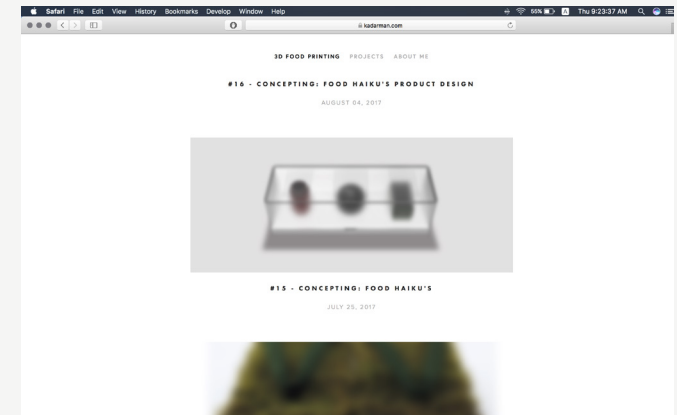 Safari File Edit View History Bookmarks Develop Window Help 55% A Thu 9:23:37 AM
kadarman.com
3D FOOD PRINTING PROJECTS ABOUT ME
#16 - CONCEPTING: FOOD HAIKU'S PRODUCT DESIGN
AUGUST 04, 2017
#15 - CONCEPTING: FOOD HAIKU'S
JULY 25, 2017